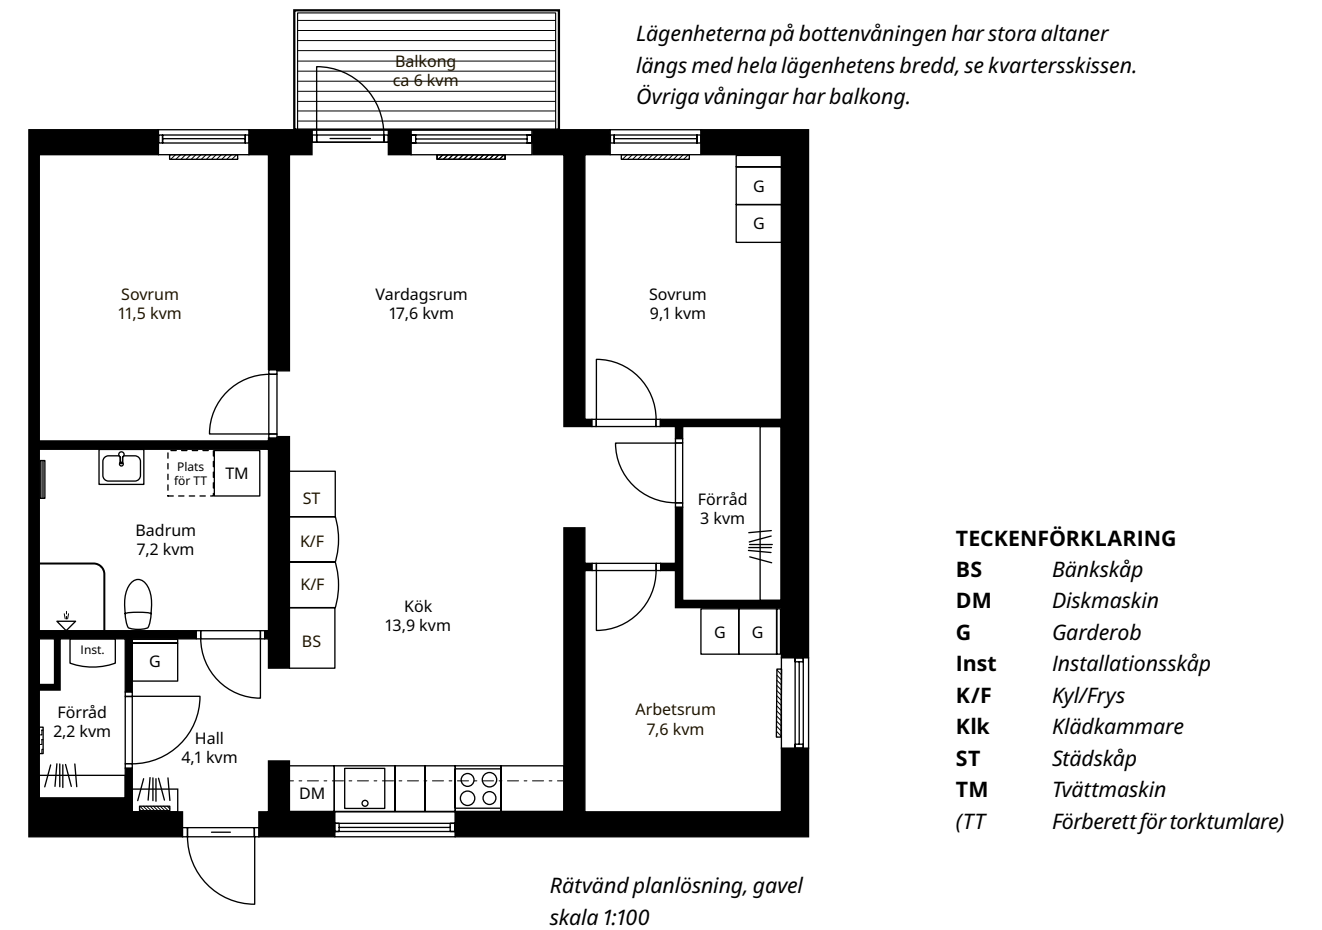 Balkong
ca 6 kvm
Lägenheterna på bottenvåningen har stora altaner
längs med hela lägenhetens bredd, se kvartersskissen.
Övriga våningar har balkong.
G
G
Sovrum
11,5 kvm
Vardagsrum
17,6 kvm
Sovrum
9,1 kvm
Plats
för TT
TM
ST
Badrum
7,2 kvm
K/F
K/F
BS
Förråd
3 kvm
Kök
13,9 kvm
G
G
Inst.
G
Förråd
2,2 kvm
Hall
4,1 kvm
Arbetsrum
7,6 kvm
DM
TECKENFÖRKLARING
BS Bänkskåp
DM Diskmaskin
G Garderob
Inst Installationsskåp
K/F Kyl/Frys
Klk Klädkammare
ST Städskåp
TM Tvättmaskin
(TT Förberett för torktumlare)
Rätvänd planlösning, gavel
skala 1:100